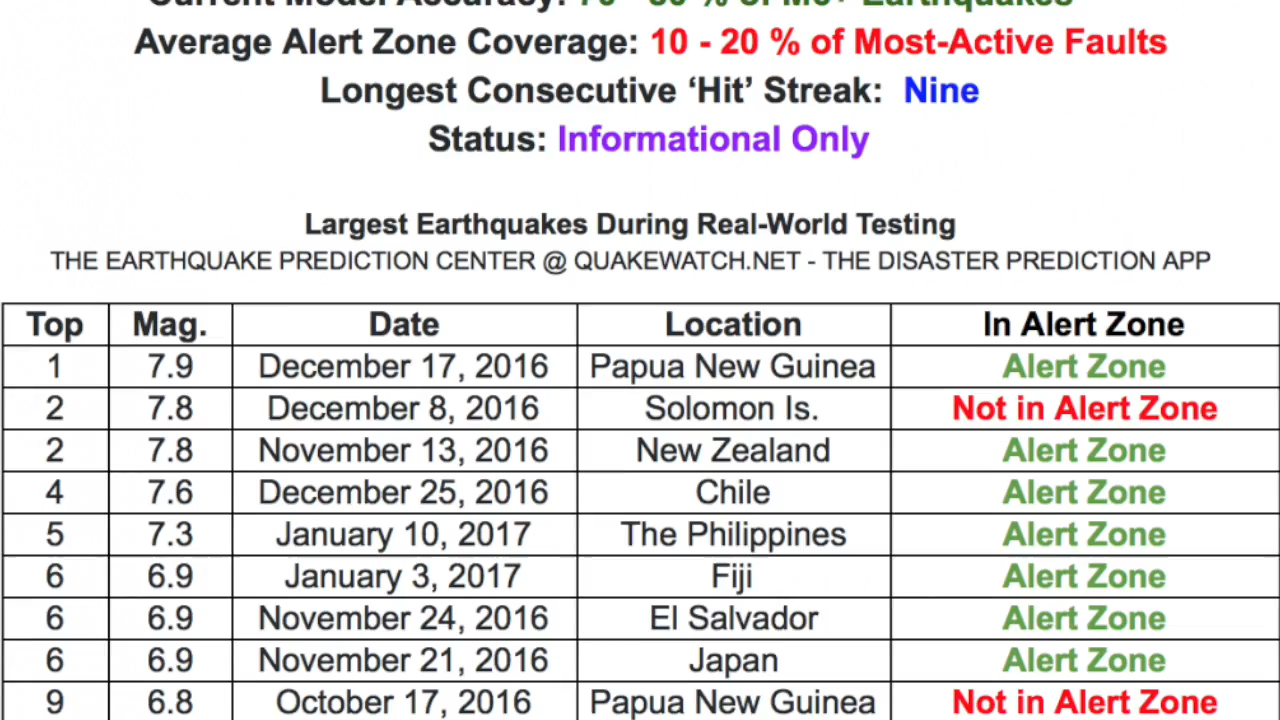 Current Model Accuracy: % of M6+ Earthquakes
Average Alert Zone Coverage: 10 - 20 % of Most-Active Faults
Longest Consecutive ‘Hit’ Streak: Nine
Status: Informational Only
Largest Earthquakes During Real-World Testing
THE EARTHQUAKE PREDICTION CENTER @ QUAKEWATCH.NET - THE DISASTER PREDICTION APP
Top Mag. Date Location In Alert Zone
1 7.9 December 17, 2016 Papua New Guinea Alert Zone
2 7.8 December 8, 2016 Solomon Is. Not in Alert Zone
2 7.8 November 13, 2016 New Zealand Alert Zone
4 7.6 December 25, 2016 Chile Alert Zone
5 7.3 January 10, 2017 The Philippines Alert Zone
6 6.9 January 3, 2017 Fiji Alert Zone
6 6.9 November 24, 2016 El Salvador Alert Zone
6 6.9 November 21, 2016 Japan Alert Zone
9 6.8 October 17, 2016 Papua New Guinea Not in Alert Zone